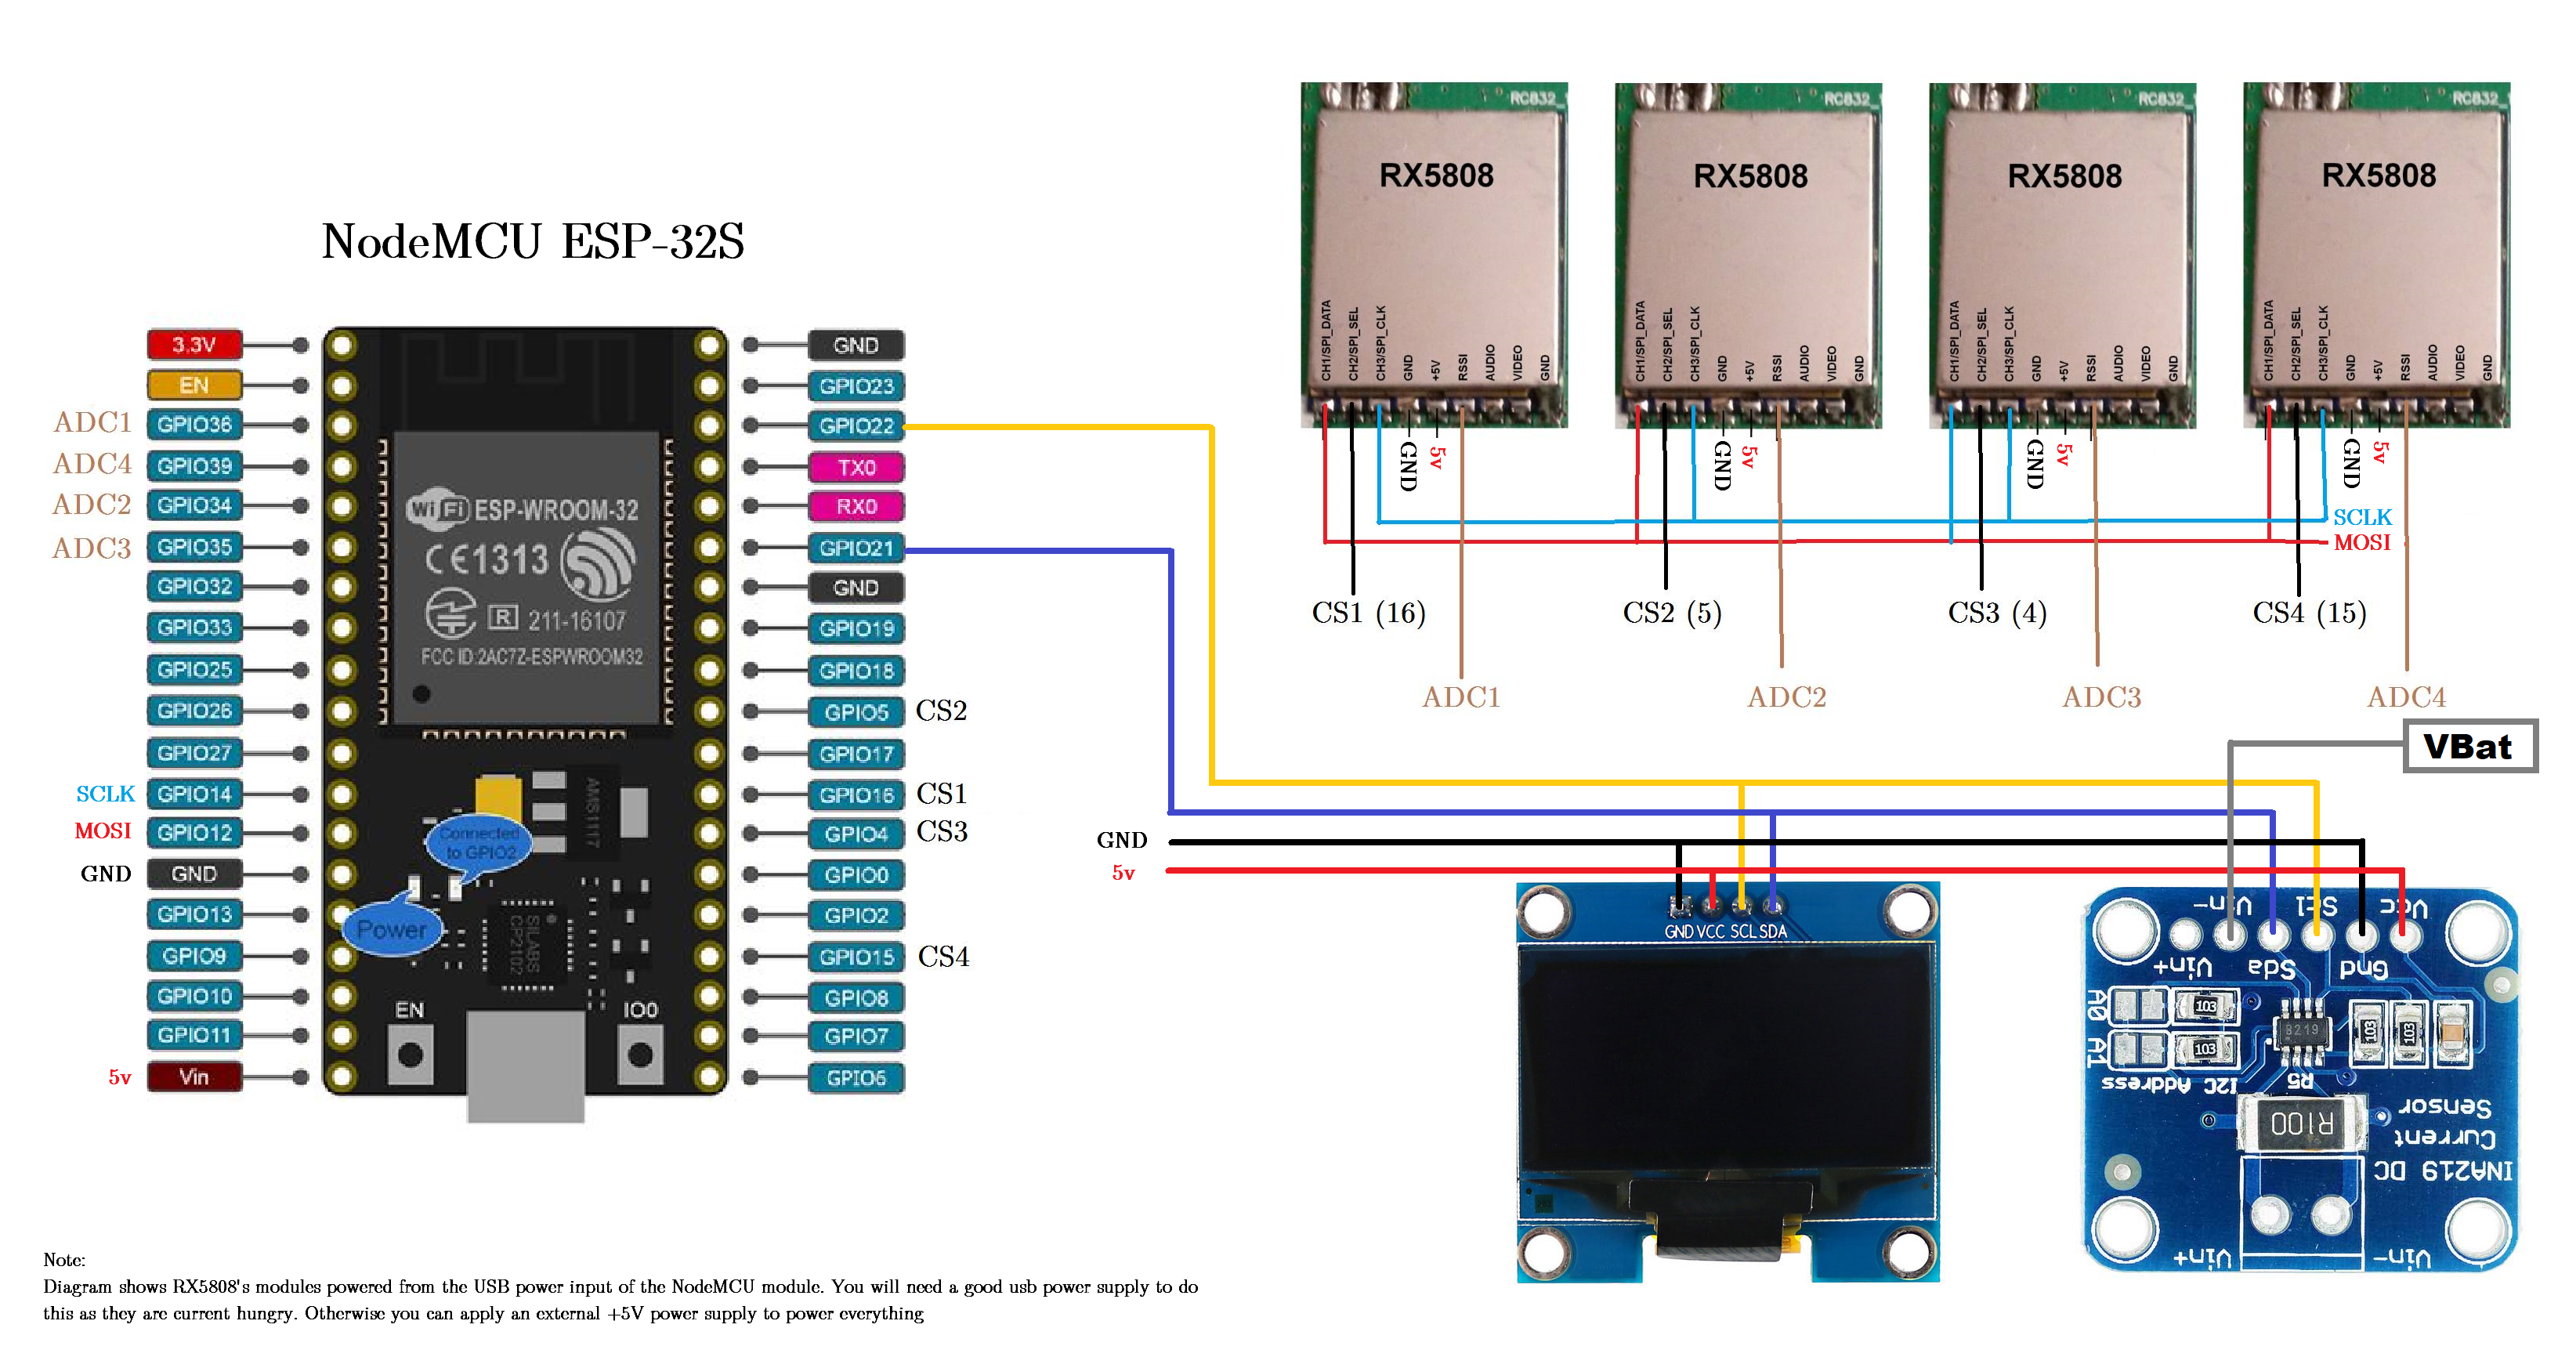 NodeMCU ESP-32S
3.3V
EN
ADC1 GPIO36
ADC4 GPIO39
ADC2 GPIO34
ADC3 GPIO35
GPIO32
GPIO33
GPIO25
GPIO26
GPIO27
SCLK GPIO14
MOSI GPIO12
GND GND
GPIO13
GPIO9
GPIO10
GPIO11
5v Vin
WiFi ESP-WROOM-32
CE1313
R 211-16107
FCC ID:2AC7Z-ESPWROOM32
AMS1117
Connected
to GPIO2
Power
SILABS
CP2102
EN
IO0
GND
GPIO23
GPIO22
TX0
RX0
GPIO21
GND
GPIO19
GPIO18
GPIO5 CS2
GPIO17
GPIO16 CS1
GPIO4 CS3
GPIO0
GPIO2
GPIO15 CS4
GPIO8
GPIO7
GPIO6
RC832_
RX5808
CH1/SPI_DATA
CH2/SPI_SEL
CH3/SPI_CLK
GND
+5V
RSSI
AUDIO
VIDEO
GND
GND
5v
CS1 (16)
ADC1
RC832_
RX5808
CH1/SPI_DATA
CH2/SPI_SEL
CH3/SPI_CLK
GND
+5V
RSSI
AUDIO
VIDEO
GND
GND
5v
CS2 (5)
ADC2
RC832_
RX5808
CH1/SPI_DATA
CH2/SPI_SEL
CH3/SPI_CLK
GND
+5V
RSSI
AUDIO
VIDEO
GND
GND
5v
CS3 (4)
ADC3
RC832_
RX5808
CH1/SPI_DATA
CH2/SPI_SEL
CH3/SPI_CLK
GND
+5V
RSSI
AUDIO
VIDEO
GND
GND
5v
SCLK
MOSI
CS4 (15)
ADC4
VBat
GND
5v
GND VCC SCL SDA
Vin- Scl Vcc
Vin+ Sda Gnd
A0 103
A1 103
B219
103 103
I2C Address
R5
R100
Sensor
Current
INA219 DC
Vin+ Vin-
Note:
Diagram shows RX5808's modules powered from the USB power input of the NodeMCU module. You will need a good usb power supply to do
this as they are current hungry. Otherwise you can apply an external +5V power supply to power everything